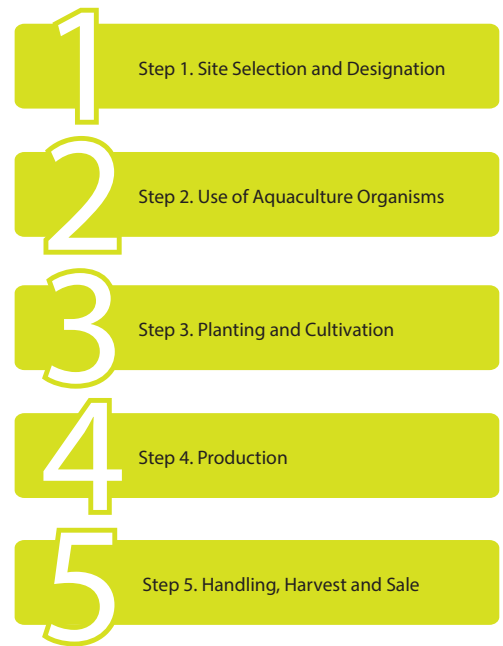 1
Step 1. Site Selection and Designation
2
Step 2. Use of Aquaculture Organisms
3
Step 3. Planting and Cultivation
4
Step 4. Production
5
Step 5. Handling, Harvest and Sale